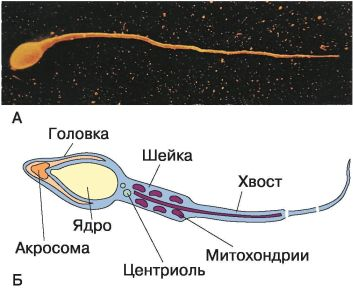 А
Головка
Шейка
Хвост
Ядро
Акросома
Митохондрии
Центриоль
Б